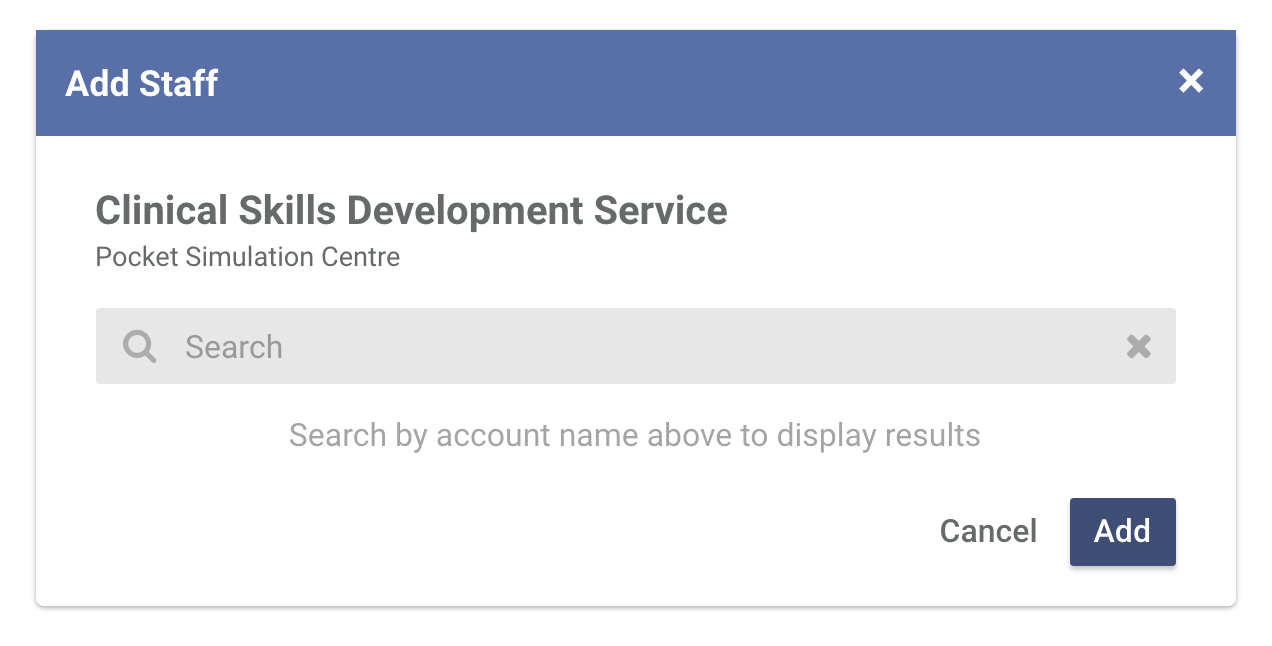 Add Staff
Clinical Skills Development Service
Pocket Simulation Centre
Search
Search by account name above to display results
Cancel
Add